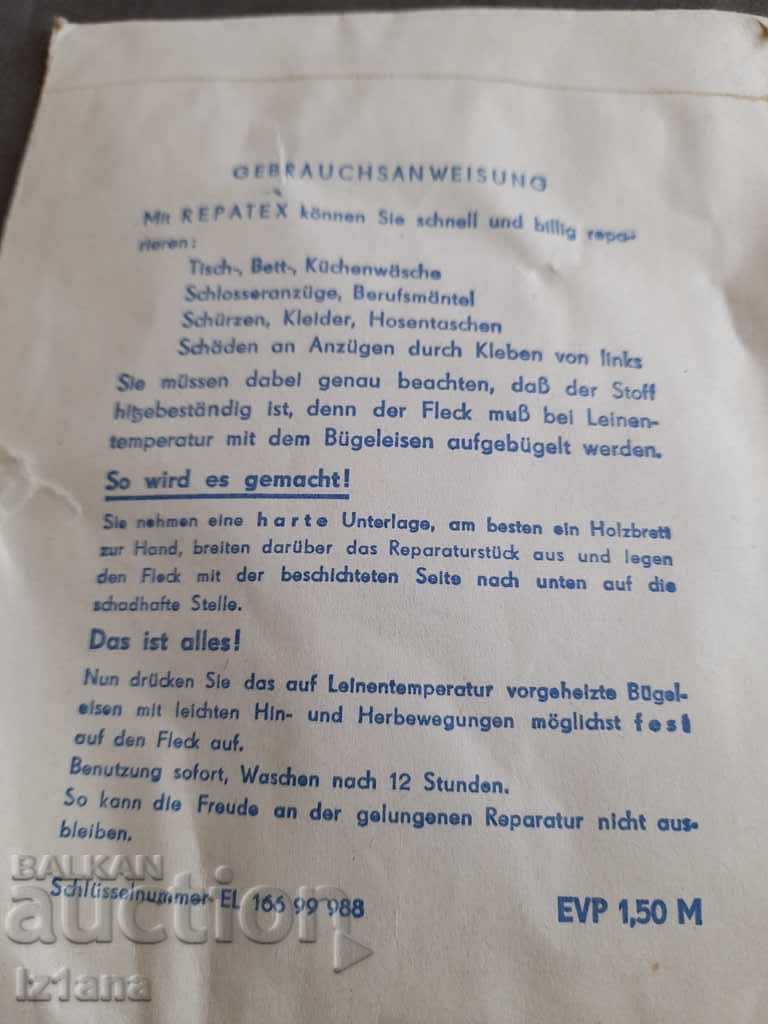 GEBRAUCHSANWEISUNG
Mit REPATEX können Sie schnell und billig repa-
rieren:
Tisch-, Bett-, Küchenwäsche
Schlosseranzüge, Berufsmäntel
Schürzen, Kleider, Hosentaschen
Schäden an Anzügen durch Kleben von links
Sie müssen dabei genau beachten, daß der Stoff
hitzebeständig ist, denn der Fleck muß bei Leinen-
temperatur mit dem Bügeleisen aufgebügelt werden.
So wird es gemacht!
Sie nehmen eine harte Unterlage, am besten ein Holzbrett
zur Hand, breiten darüber das Reparaturstück aus und legen
den Fleck mit der beschichteten Seite nach unten auf die
schadhafte Stelle.
Das ist alles!
Nun drücken Sie das auf Leinentemperatur vorgeheizte Bügel-
eisen mit leichten Hin- und Herbewegungen möglichst fest
auf den Fleck auf.
Benutzung sofort, Waschen nach 12 Stunden.
So kann die Freude an der gelungenen Reparatur nicht aus-
bleiben.
Schlüsselnummer EL 166 99 988
EVP 1,50 M
BALKAN
auction
iz1ana